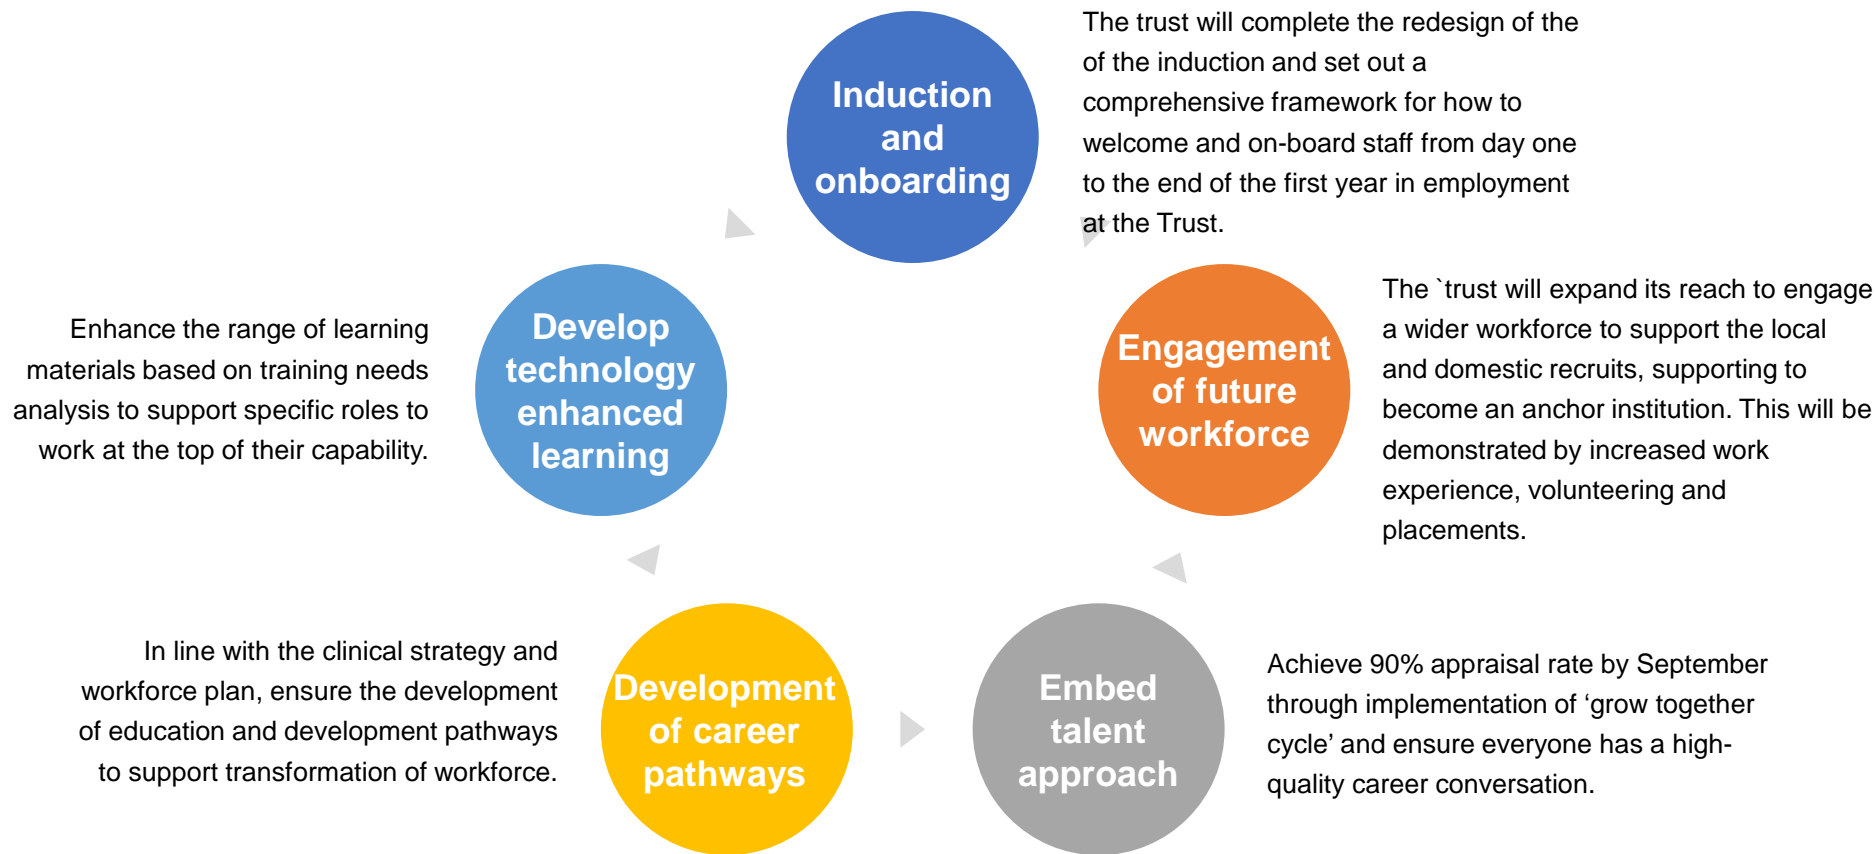 Induction
and
onboarding
The trust will complete the redesign of the
of the induction and set out a
comprehensive framework for how to
welcome and on-board staff from day one
to the end of the first year in employment
at the Trust.
Engagement
of future
workforce
The `trust will expand its reach to engage
a wider workforce to support the local
and domestic recruits, supporting to
become an anchor institution. This will be
demonstrated by increased work
experience, volunteering and
placements.
Embed
talent
approach
Achieve 90% appraisal rate by September
through implementation of ‘grow together
cycle’ and ensure everyone has a high-
quality career conversation.
Development
of career
pathways
In line with the clinical strategy and
workforce plan, ensure the development
of education and development pathways
to support transformation of workforce.
Develop
technology
enhanced
learning
Enhance the range of learning
materials based on training needs
analysis to support specific roles to
work at the top of their capability.